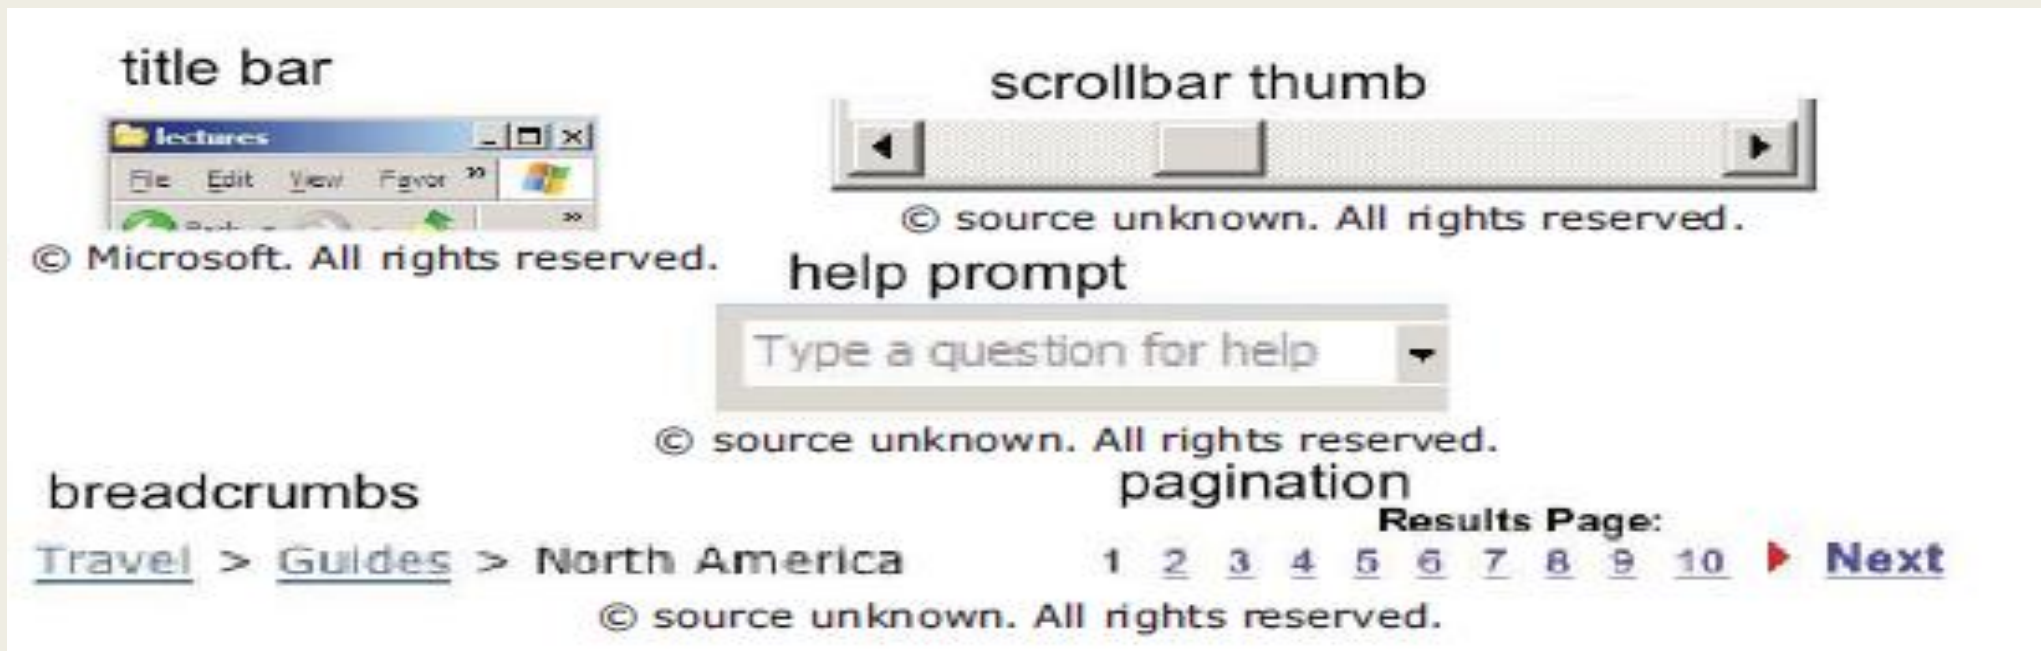 title bar
lectures
File Edit View Favor »
»
© Microsoft. All rights reserved.
scrollbar thumb
© source unknown. All rights reserved.
help prompt
Type a question for help
© source unknown. All rights reserved.
breadcrumbs
Travel > Guides > North America
pagination
Results Page:
1 2 3 4 5 6 7 8 9 10 Next
© source unknown. All rights reserved.